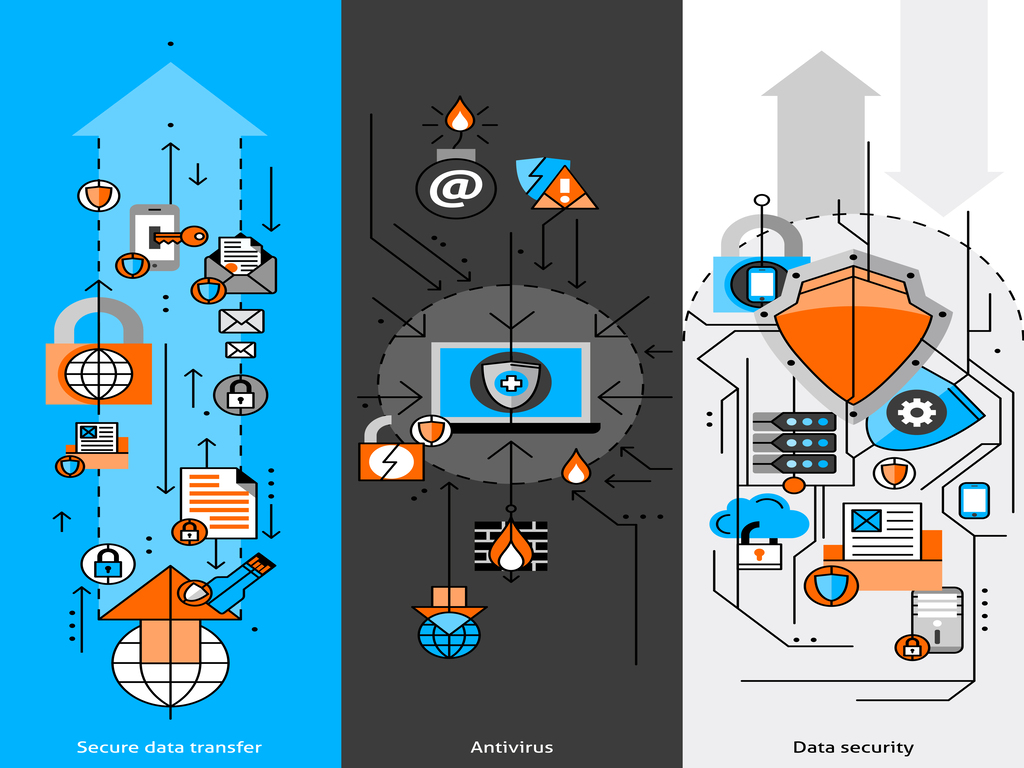 @
!
Secure data transfer
Antivirus
Data security